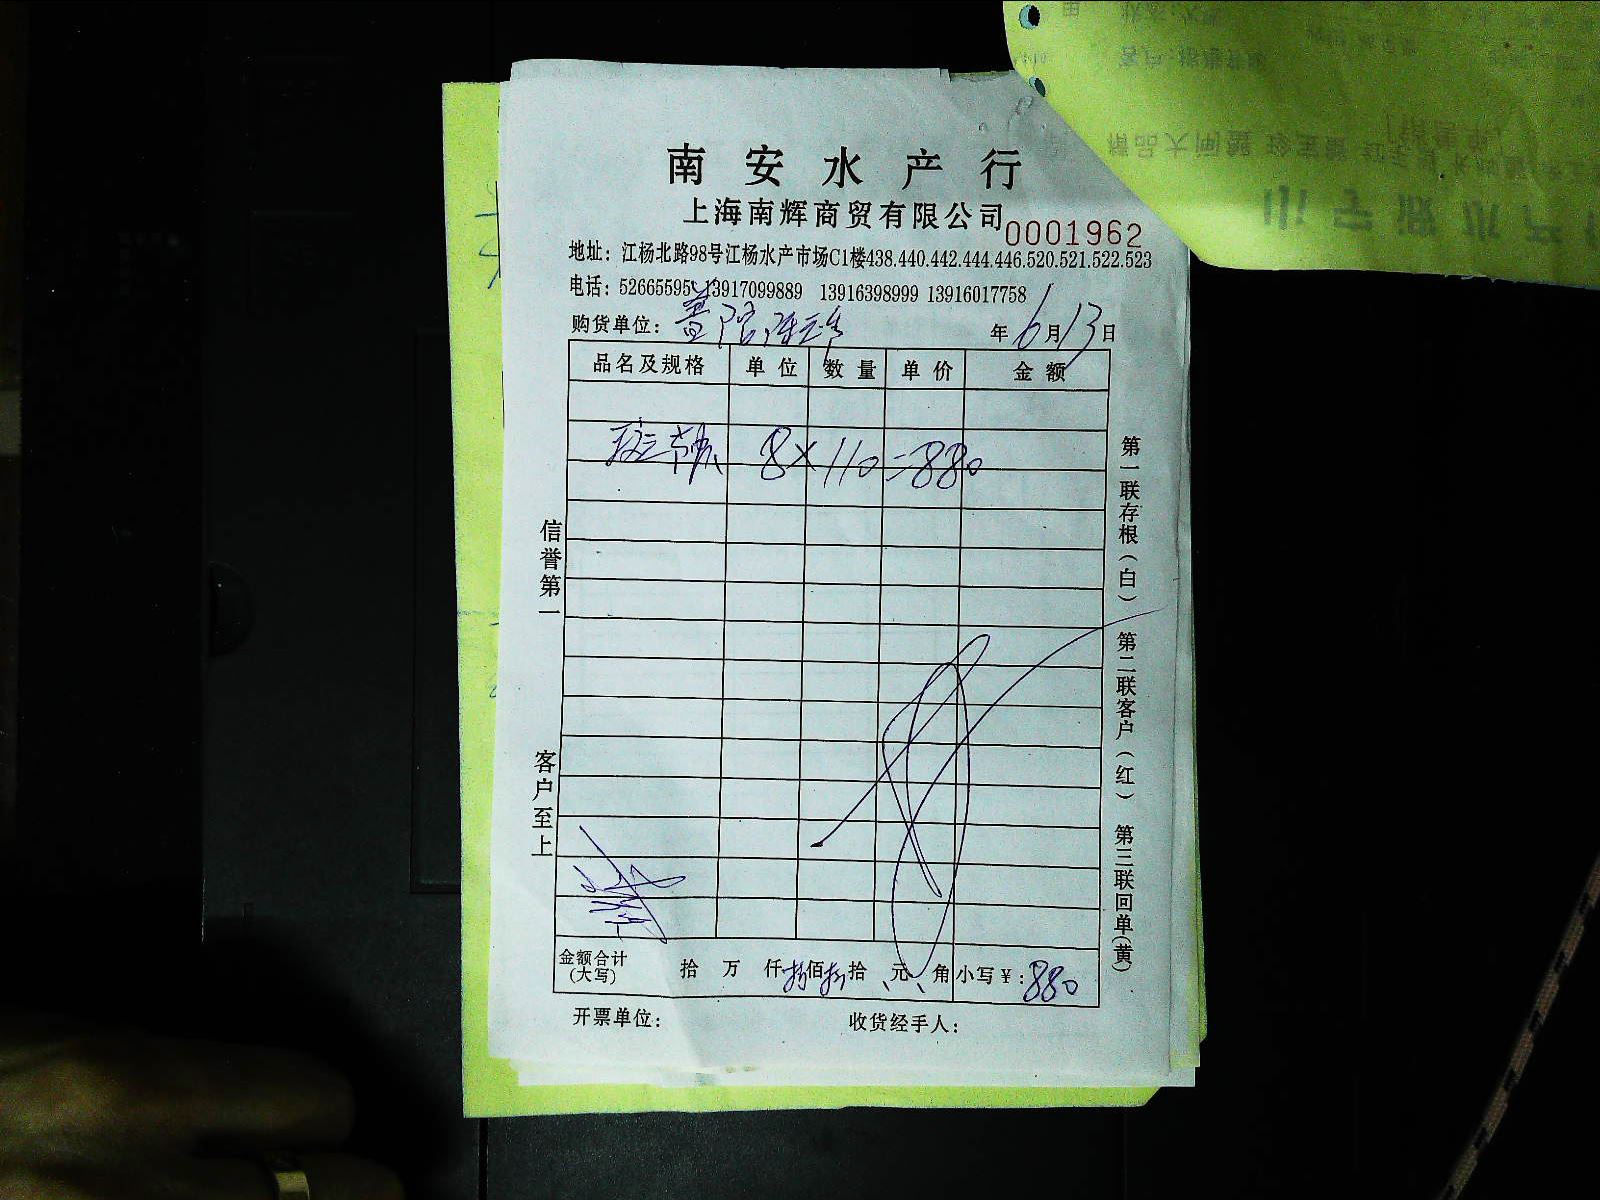 南安水产行
上海南辉商贸有限公司
0001962
地址：江杨北路98号江杨水产市场C1楼438.440.442.444.446.520.521.522.523
电话：52665595 13917099889 13916398999 13916017758
购货单位：普陀 年6月13日
品名及规格 单位 数量 单价 金额
8×110=880
信誉第一 客户至上
第一联存根（白） 第二联客户（红） 第三联回单（黄）
金额合计（大写） 拾 万 仟 捌佰捌拾 元 角 小写￥：880
开票单位： 收货经手人：